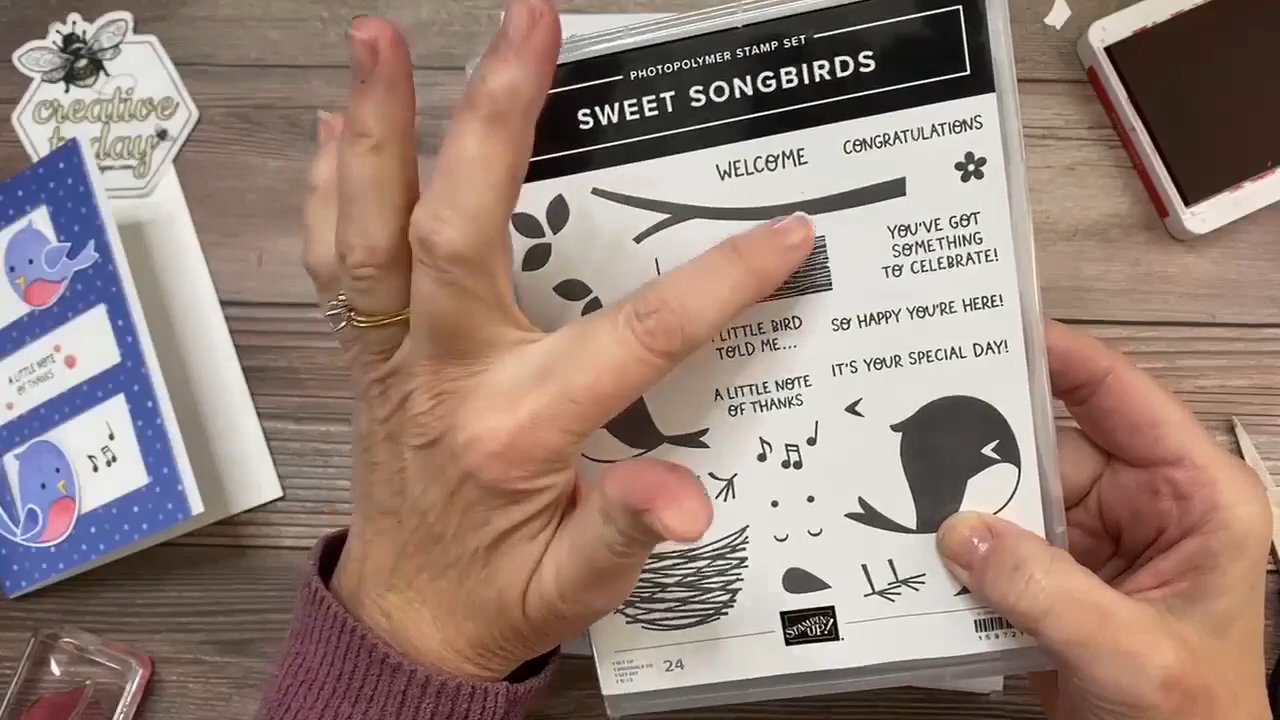 creative
today
PHOTOPOLYMER STAMP SET
SWEET SONGBIRDS
WELCOME
CONGRATULATIONS
YOU'VE GOT
SOMETHING
TO CELEBRATE!
LITTLE BIRD
TOLD ME...
SO HAPPY YOU'RE HERE!
IT'S YOUR SPECIAL DAY!
A LITTLE NOTE
OF THANKS
A LITTLE NOTE
OF THANKS
STAMPIN'
UP!
24